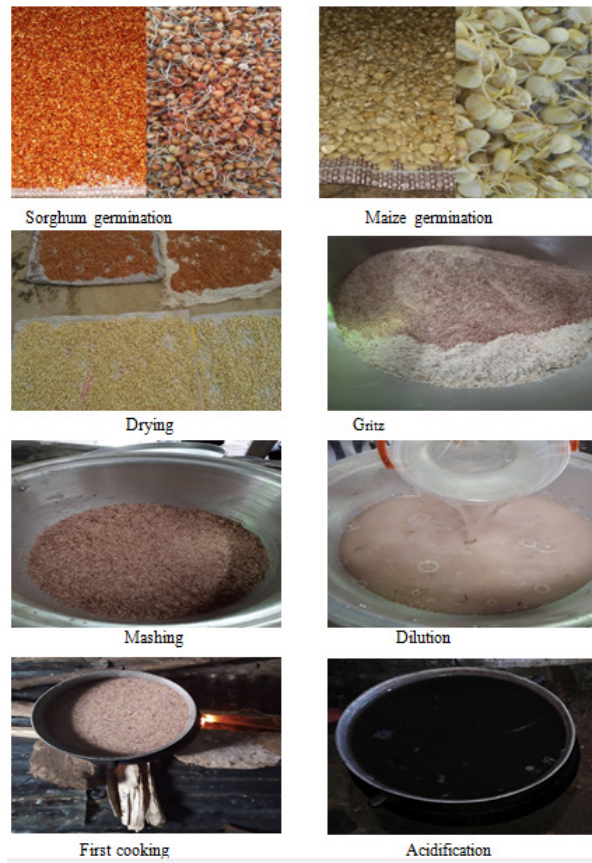 Sorghum germination
Maize germination
Drying
Gritz
Mashing
Dilution
First cooking
Acidification